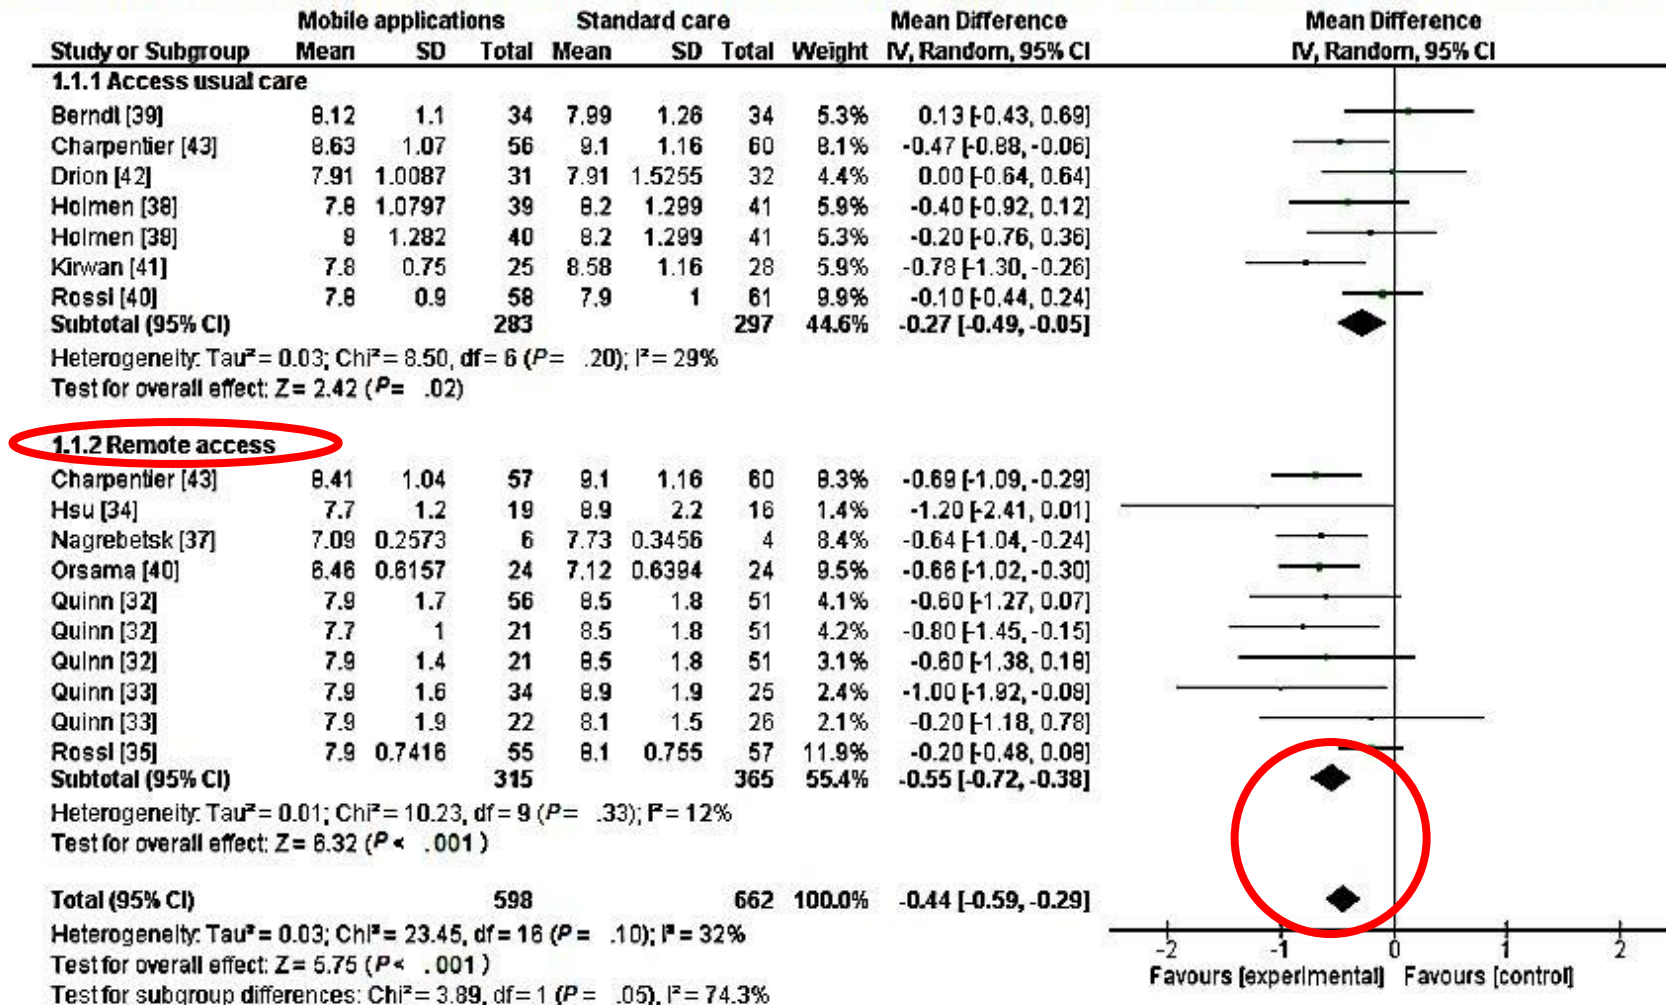 Mobile applications Standard care Mean Difference Mean Difference
Study or Subgroup Mean SD Total Mean SD Total Weight IV, Random, 95% CI IV, Random, 95% CI
1.1.1 Access usual care
Berndt [39] 8.12 1.1 34 7.99 1.26 34 5.3% 0.13 [-0.43, 0.69]
Charpentier [43] 8.63 1.07 56 9.1 1.16 60 8.1% -0.47 [-0.88, -0.06]
Drion [42] 7.91 1.0087 31 7.91 1.5255 32 4.4% 0.00 [-0.64, 0.64]
Holmen [38] 7.8 1.0797 39 8.2 1.299 41 5.9% -0.40 [-0.92, 0.12]
Holmen [38] 8 1.282 40 8.2 1.299 41 5.3% -0.20 [-0.76, 0.36]
Kirwan [41] 7.8 0.75 25 8.58 1.16 28 5.9% -0.78 [-1.30, -0.26]
Rossi [40] 7.8 0.9 58 7.9 1 61 9.9% -0.10 [-0.44, 0.24]
Subtotal (95% CI) 283 297 44.6% -0.27 [-0.49, -0.05]
Heterogeneity: Tau² = 0.03; Chi² = 8.50, df = 6 (P = .20); I² = 29%
Test for overall effect: Z = 2.42 (P = .02)
1.1.2 Remote access
Charpentier [43] 8.41 1.04 57 9.1 1.16 60 8.3% -0.69 [-1.09, -0.29]
Hsu [34] 7.7 1.2 19 8.9 2.2 16 1.4% -1.20 [-2.41, 0.01]
Nagrebetsk [37] 7.09 0.2573 6 7.73 0.3456 4 8.4% -0.64 [-1.04, -0.24]
Orsama [40] 6.46 0.6157 24 7.12 0.6394 24 9.5% -0.66 [-1.02, -0.30]
Quinn [32] 7.9 1.7 56 8.5 1.8 51 4.1% -0.60 [-1.27, 0.07]
Quinn [32] 7.7 1 21 8.5 1.8 51 4.2% -0.80 [-1.45, -0.15]
Quinn [32] 7.9 1.4 21 8.5 1.8 51 3.1% -0.60 [-1.38, 0.18]
Quinn [33] 7.9 1.6 34 8.9 1.9 25 2.4% -1.00 [-1.92, -0.08]
Quinn [33] 7.9 1.9 22 8.1 1.5 26 2.1% -0.20 [-1.18, 0.78]
Rossi [35] 7.9 0.7416 55 8.1 0.755 57 11.9% -0.20 [-0.48, 0.08]
Subtotal (95% CI) 315 365 55.4% -0.55 [-0.72, -0.38]
Heterogeneity: Tau² = 0.01; Chi² = 10.23, df = 9 (P = .33); I² = 12%
Test for overall effect: Z = 6.32 (P < .001)
Total (95% CI) 598 662 100.0% -0.44 [-0.59, -0.29]
Heterogeneity: Tau² = 0.03; Chi² = 23.45, df = 16 (P = .10); I² = 32%
Test for overall effect: Z = 5.75 (P < .001)
Test for subgroup differences: Chi² = 3.89, df = 1 (P = .05), I² = 74.3%
-2 -1 0 1 2
Favours [experimental] Favours [control]